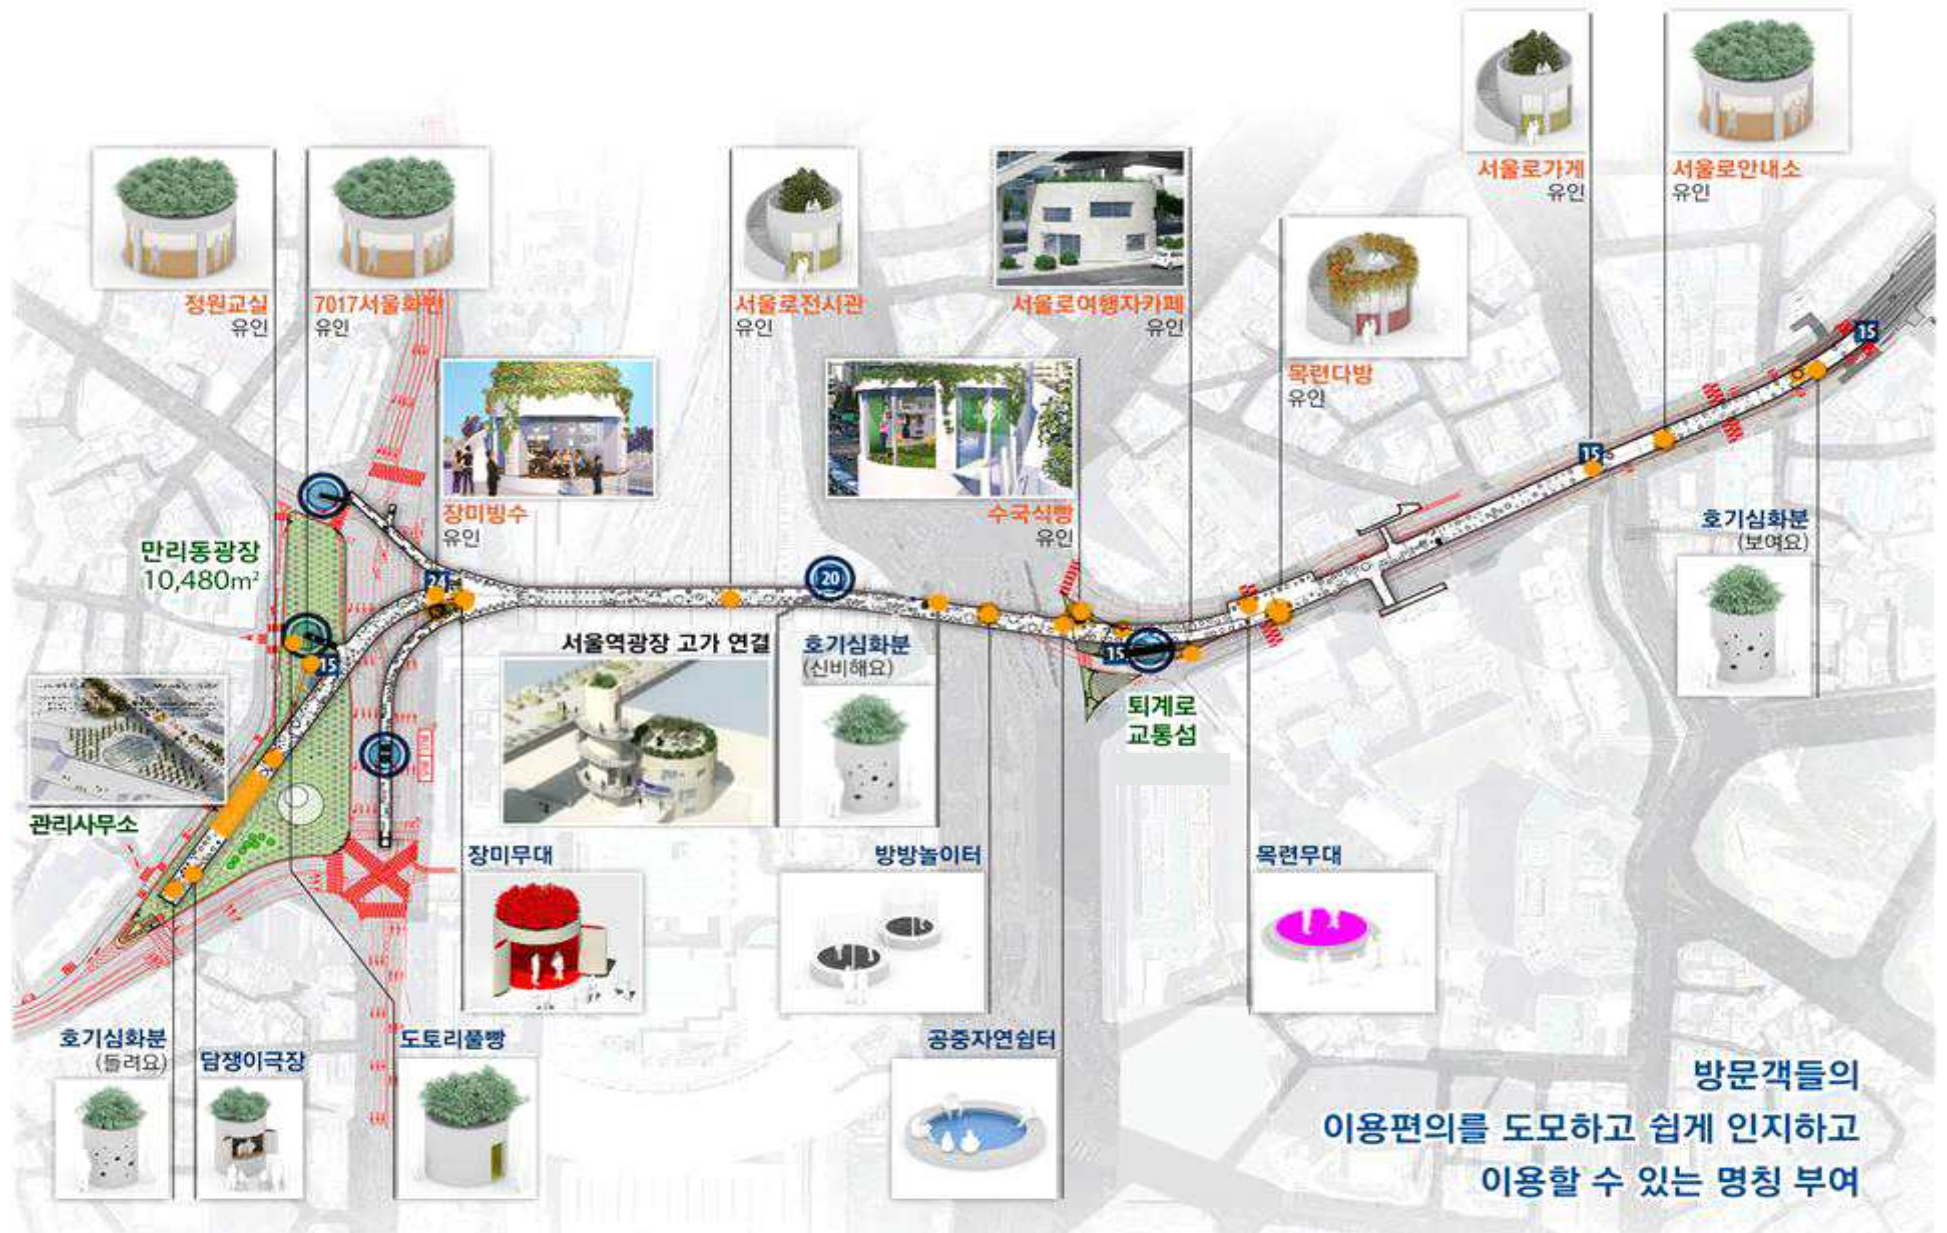 서울로가게
유인
서울로안내소
유인
정원교실
유인
7017서울화반
유인
서울로전시관
유인
서울로여행자카페
유인
목련다방
유인
장미빙수
유인
수국식빵
유인
호기심화분
(보여요)
만리동광장
10,480m²
15
15
24
20
15
15
서울역광장 고가 연결
호기심화분
(신비해요)
퇴계로
교통섬
관리사무소
장미무대
방방놀이터
목련무대
호기심화분
(들려요)
담쟁이극장
도토리풀빵
공중자연쉼터
방문객들의
이용편의를 도모하고 쉽게 인지하고
이용할 수 있는 명칭 부여